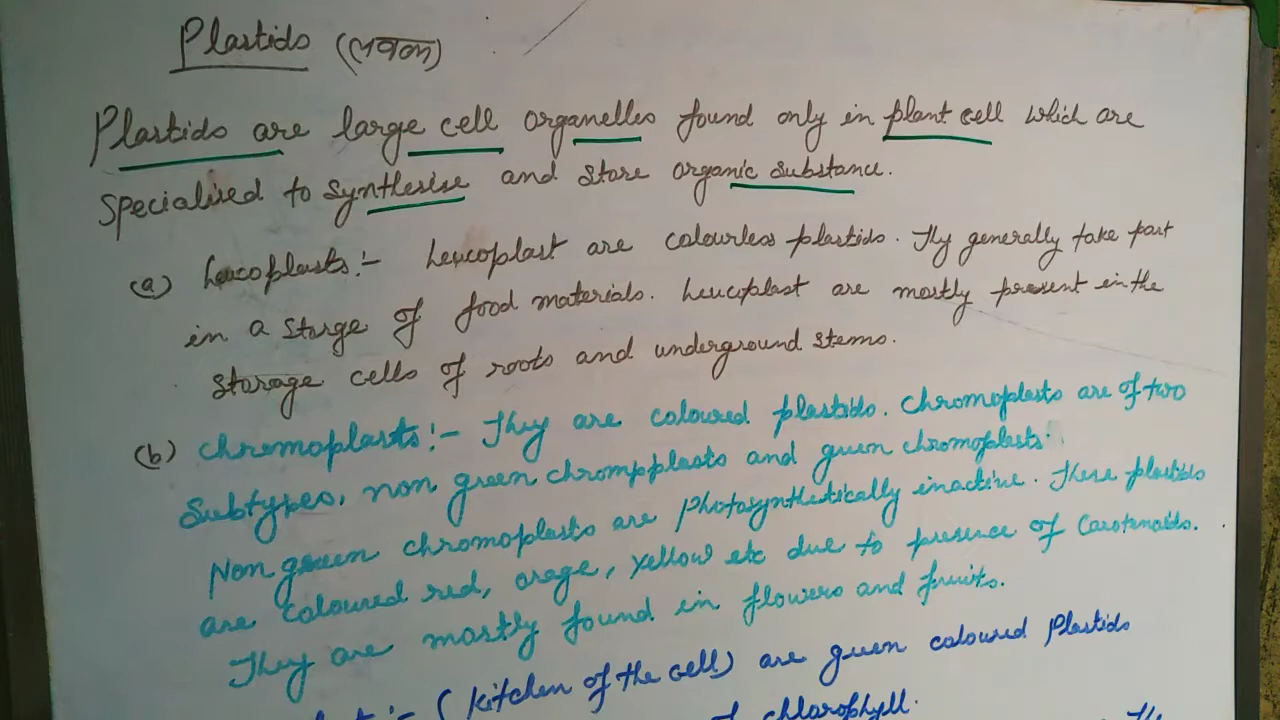 Plastids (लवक)
Plastids are large cell organelles found only in plant cell which are
specialised to synthesise and store organic substance.
(a) Leucoplasts:- Leucoplast are colourless plastids. Thy generally take part
in a storge of food materials. Leucoplast are mostly present in the
storage cells of roots and underground stems.
(b) Chromoplasts:- They are coloured plastids. Chromoplasts are of two
subtypes, non green chromoplasts and green chromoplasts.
Non green chromoplasts are photosynthetically inactive. These plastids
are coloured red, orage, yellow etc due to presence of Carotenoids.
They are mostly found in flowers and fruits.
:- (kitchen of the cell) are green coloured Plastids
chlorophyll.